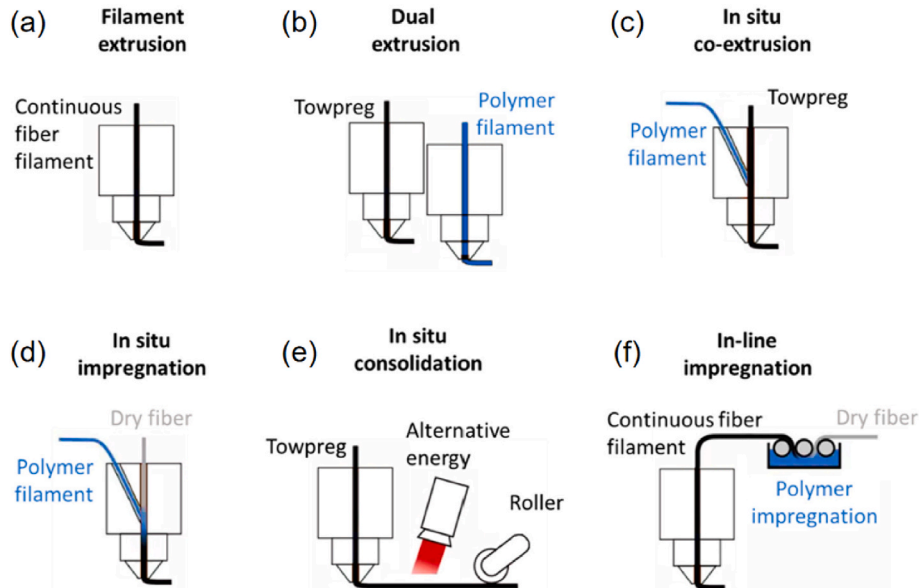 (a)
Filament
extrusion
Continuous
fiber
filament
(b)
Dual
extrusion
Towpreg
Polymer
filament
(c)
In situ
co-extrusion
Towpreg
Polymer
filament
(d)
In situ
impregnation
Dry fiber
Polymer
filament
(e)
In situ
consolidation
Towpreg
Alternative
energy
Roller
(f)
In-line
impregnation
Continuous fiber
filament
Dry fiber
Polymer
impregnation